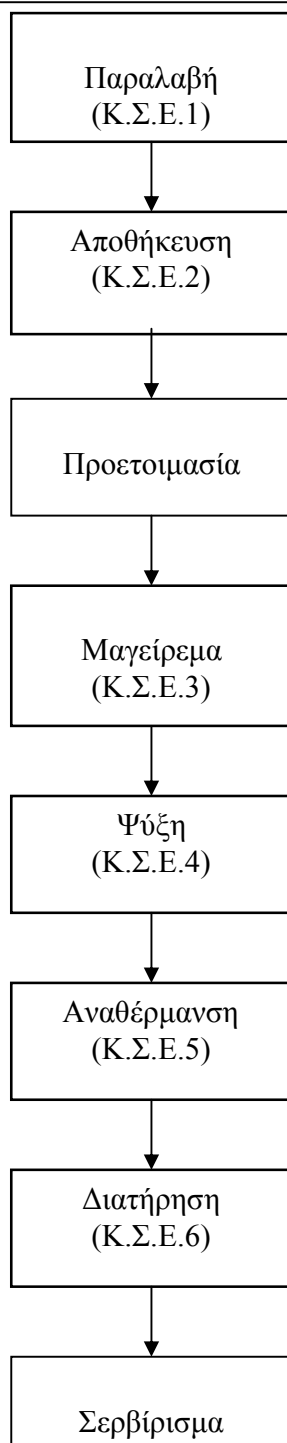 Παραλαβή
(Κ.Σ.Ε.1)
Αποθήκευση
(Κ.Σ.Ε.2)
Προετοιμασία
Μαγείρεμα
(Κ.Σ.Ε.3)
Ψύξη
(Κ.Σ.Ε.4)
Αναθέρμανση
(Κ.Σ.Ε.5)
Διατήρηση
(Κ.Σ.Ε.6)
Σερβίρισμα